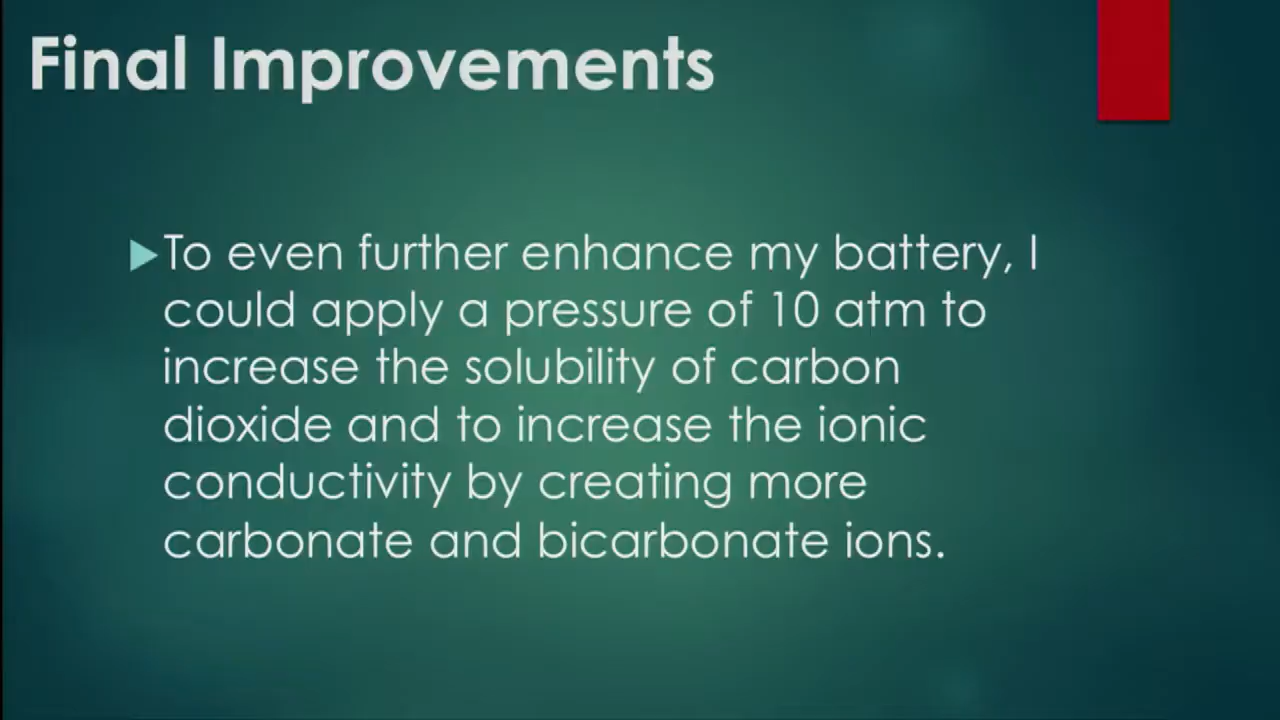 Final Improvements
To even further enhance my battery, I
could apply a pressure of 10 atm to
increase the solubility of carbon
dioxide and to increase the ionic
conductivity by creating more
carbonate and bicarbonate ions.